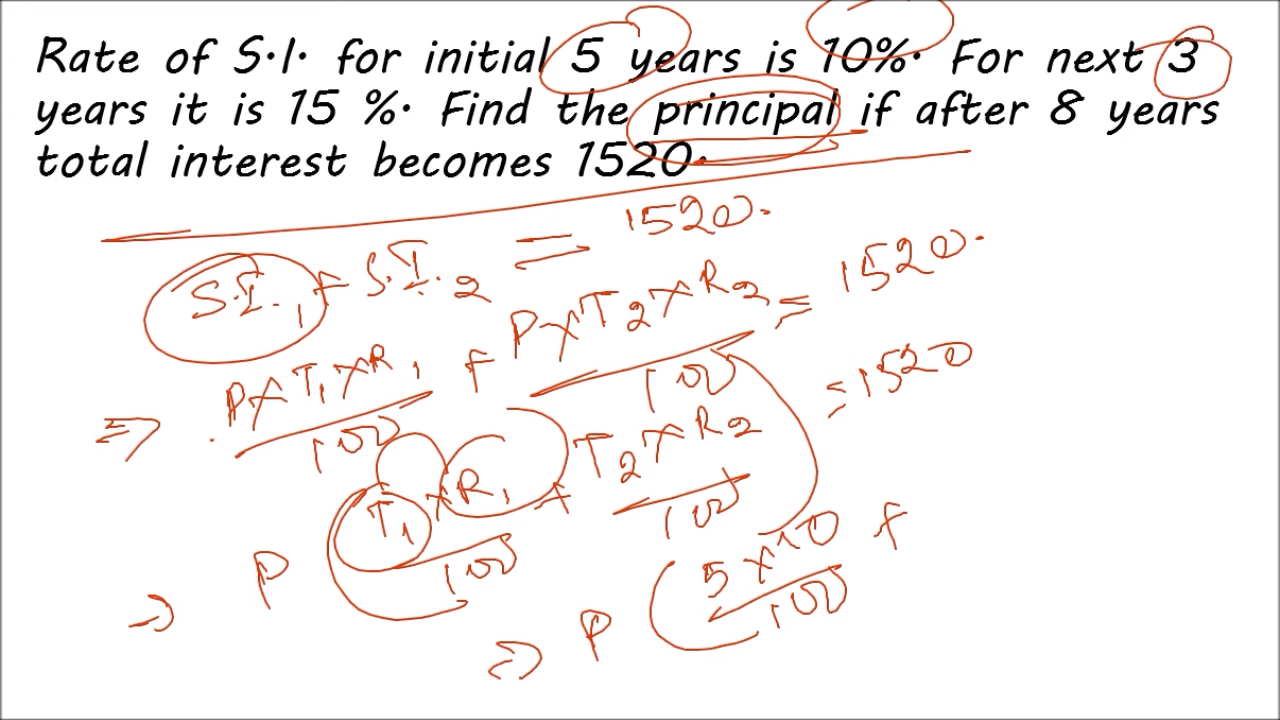 Rate of S.I. for initial 5 years is 10%. For next 3
years it is 15 %. Find the principal if after 8 years
total interest becomes 1520.
S.I.1 + S.I.2 = 1520.
⇒ P×T1×R1/100 + P×T2×R2/100 = 1520.
⇒ P (T1×R1/100 + T2×R2/100) = 1520
⇒ P (5×10/100 +